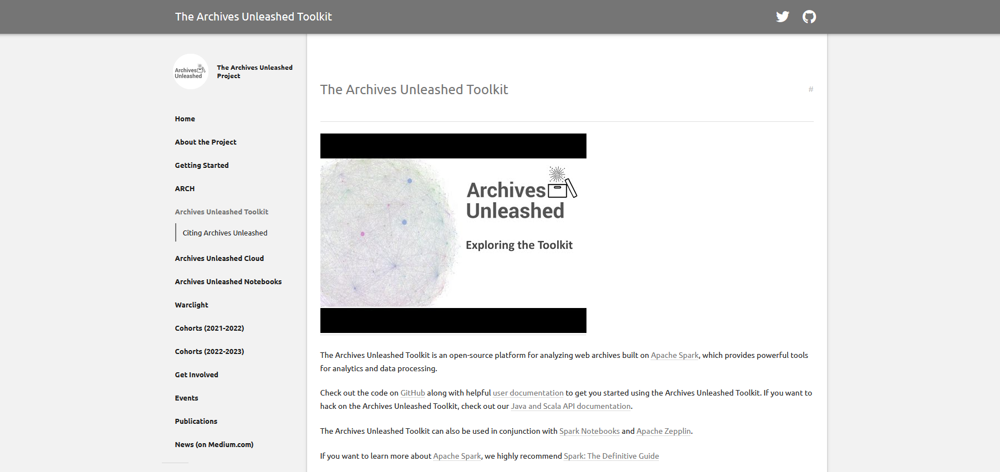 The Archives Unleashed Toolkit
Archives
Unleashed
The Archives Unleashed
Project
Home
About the Project
Getting Started
ARCH
Archives Unleashed Toolkit
Citing Archives Unleashed
Archives Unleashed Cloud
Archives Unleashed Notebooks
Warclight
Cohorts (2021-2022)
Cohorts (2022-2023)
Get Involved
Events
Publications
News (on Medium.com)
The Archives Unleashed Toolkit #
Archives
Unleashed
Exploring the Toolkit
The Archives Unleashed Toolkit is an open-source platform for analyzing web archives built on Apache Spark, which provides powerful tools
for analytics and data processing.
Check out the code on GitHub along with helpful user documentation to get you started using the Archives Unleashed Toolkit. If you want to
hack on the Archives Unleashed Toolkit, check out our Java and Scala API documentation.
The Archives Unleashed Toolkit can also be used in conjunction with Spark Notebooks and Apache Zepplin.
If you want to learn more about Apache Spark, we highly recommend Spark: The Definitive Guide